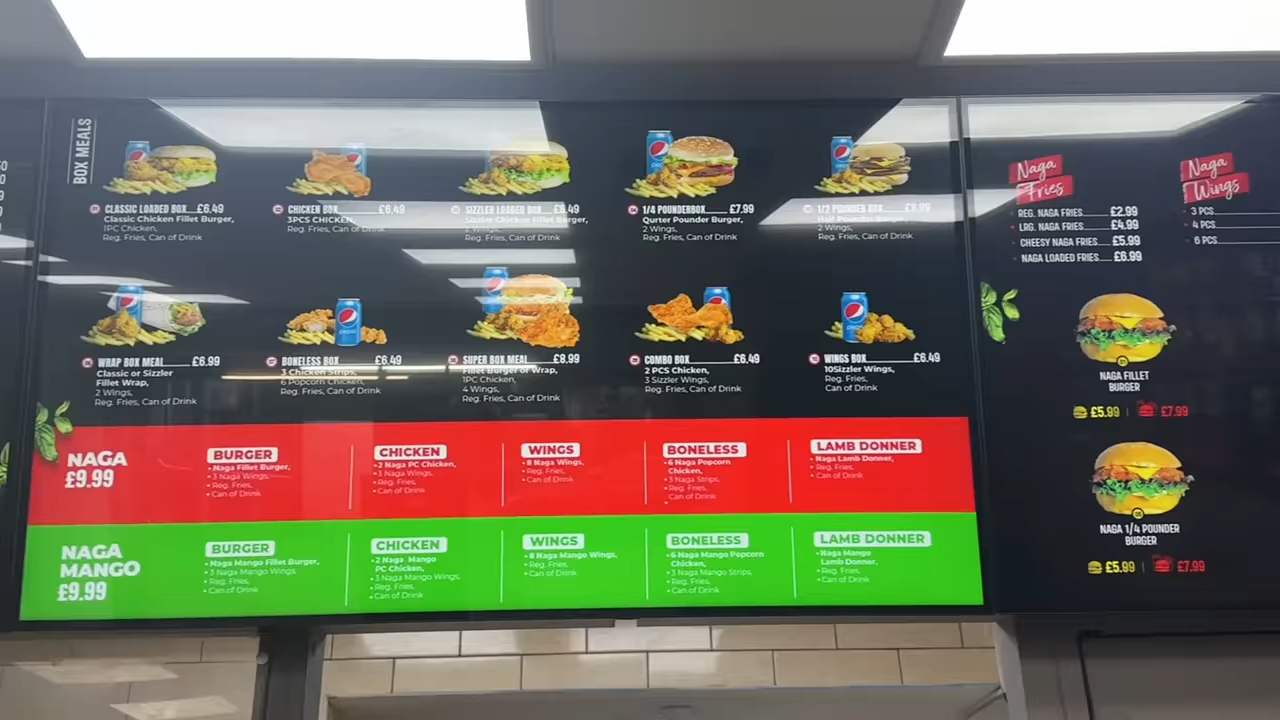 BOX MEALS
CLASSIC LOADED BOX £6.49
Classic Chicken Fillet Burger,
1PC Chicken,
Reg. Fries, Can of Drink
CHICKEN BOX £6.49
3PCS CHICKEN,
Reg. Fries, Can of Drink
SIZZLER LOADED BOX £6.49
Sizzler Chicken Fillet Burger,
2 Wings,
Reg. Fries, Can of Drink
1/4 POUNDERBOX £7.99
Qurter Pounder Burger,
2 Wings,
Reg. Fries, Can of Drink
1/2 POUNDES BOX
Half Pounder Burger,
2 Wings,
Reg. Fries, Can of Drink
WRAP BOX MEAL £6.99
Classic or Sizzler
Fillet Wrap,
2 Wings,
Reg. Fries, Can of Drink
BONELESS BOX £6.49
3 Chicken Strips,
6 Popcorn Chicken,
Reg. Fries, Can of Drink
SUPER BOX MEAL £8.99
Fillet Burger or Wrap,
1PC Chicken,
4 Wings,
Reg. Fries, Can of Drink
COMBO BOX £6.49
2 PCS Chicken,
3 Sizzler Wings,
Reg. Fries, Can of Drink
WINGS BOX £6.49
10Sizzler Wings,
Reg. Fries,
Can of Drink
NAGA
£9.99
BURGER
• Naga Fillet Burger,
• 3 Naga Wings,
• Reg. Fries,
• Can of Drink
CHICKEN
• 2 Naga PC Chicken,
• 3 Naga Wings,
• Reg. Fries,
• Can of Drink
WINGS
• 8 Naga Wings,
• Reg. Fries,
• Can of Drink
BONELESS
• 6 Naga Popcorn
Chicken,
• 3 Naga Strips,
• Reg. Fries,
• Can of Drink
LAMB DONNER
• Naga Lamb Donner,
• Reg. Fries,
• Can of Drink
NAGA
MANGO
£9.99
BURGER
• Naga Mango Fillet Burger,
• 3 Naga Mango Wings,
• Reg. Fries,
• Can of Drink
CHICKEN
• 2 Naga Mango
PC Chicken,
• 3 Naga Mango Wings,
• Reg. Fries,
• Can of Drink
WINGS
• 8 Naga Mango Wings,
• Reg. Fries,
• Can of Drink
BONELESS
• 6 Naga Mango Popcorn
Chicken,
• 3 Naga Mango Strips,
• Reg. Fries,
• Can of Drink
LAMB DONNER
• Naga Mango
Lamb Donner,
• Reg. Fries,
• Can of Drink
Naga
Fries
REG. NAGA FRIES £2.99
LRG. NAGA FRIES £4.99
CHEESY NAGA FRIES £5.99
NAGA LOADED FRIES £6.99
Naga
Wings
3 PCS
4 PCS
6 PCS
NAGA FILLET
BURGER
£5.99 | £7.99
NAGA 1/4 POUNDER
BURGER
£5.99 | £7.99